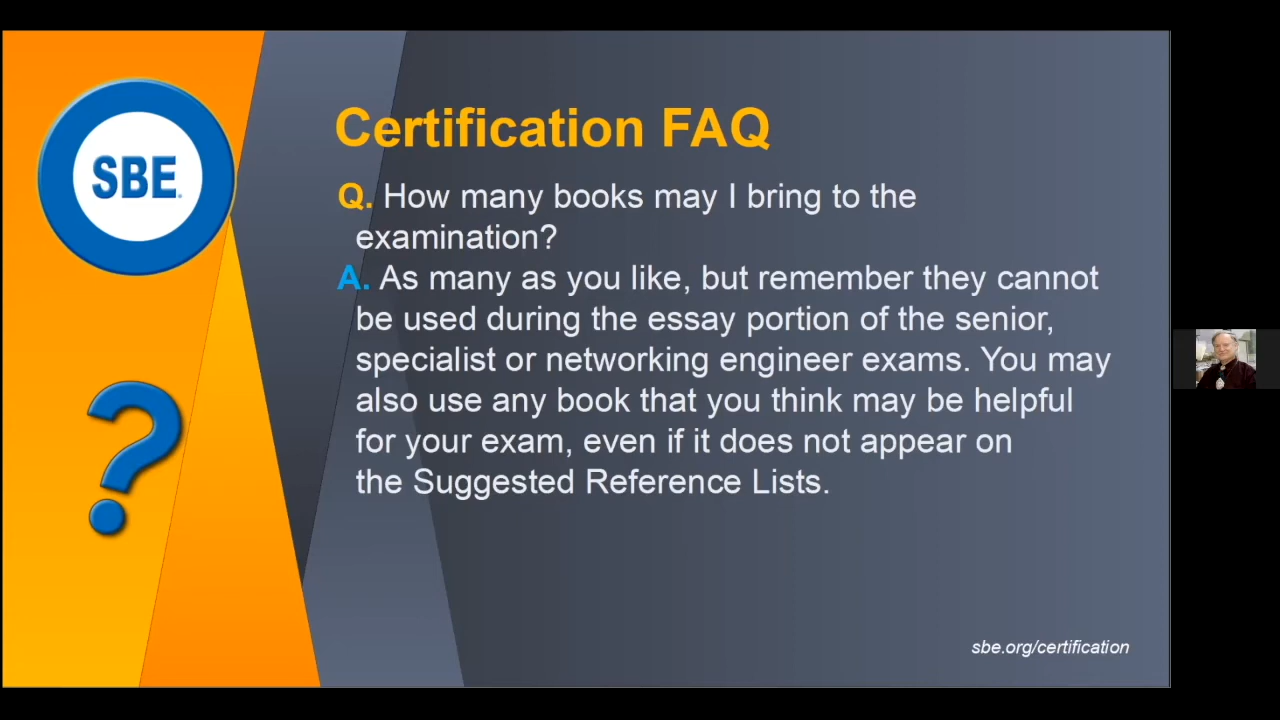 SBE.
Certification FAQ
Q. How many books may I bring to the
examination?
A. As many as you like, but remember they cannot
be used during the essay portion of the senior,
specialist or networking engineer exams. You may
also use any book that you think may be helpful
for your exam, even if it does not appear on
the Suggested Reference Lists.
?
sbe.org/certification